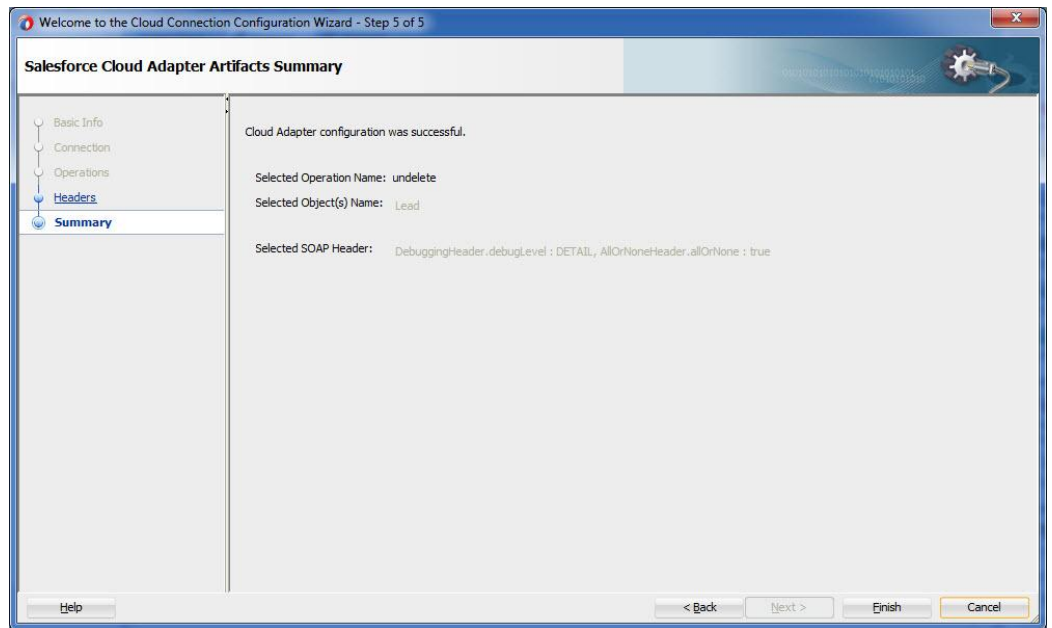 Welcome to the Cloud Connection Configuration Wizard - Step 5 of 5
Salesforce Cloud Adapter Artifacts Summary
Basic Info
Connection
Operations
Headers
Summary
Cloud Adapter configuration was successful.
Selected Operation Name: undelete
Selected Object(s) Name: Lead
Selected SOAP Header: DebuggingHeader.debugLevel : DETAIL, AllOrNoneHeader.allOrNone : true
Help
< Back
Next >
Finish
Cancel